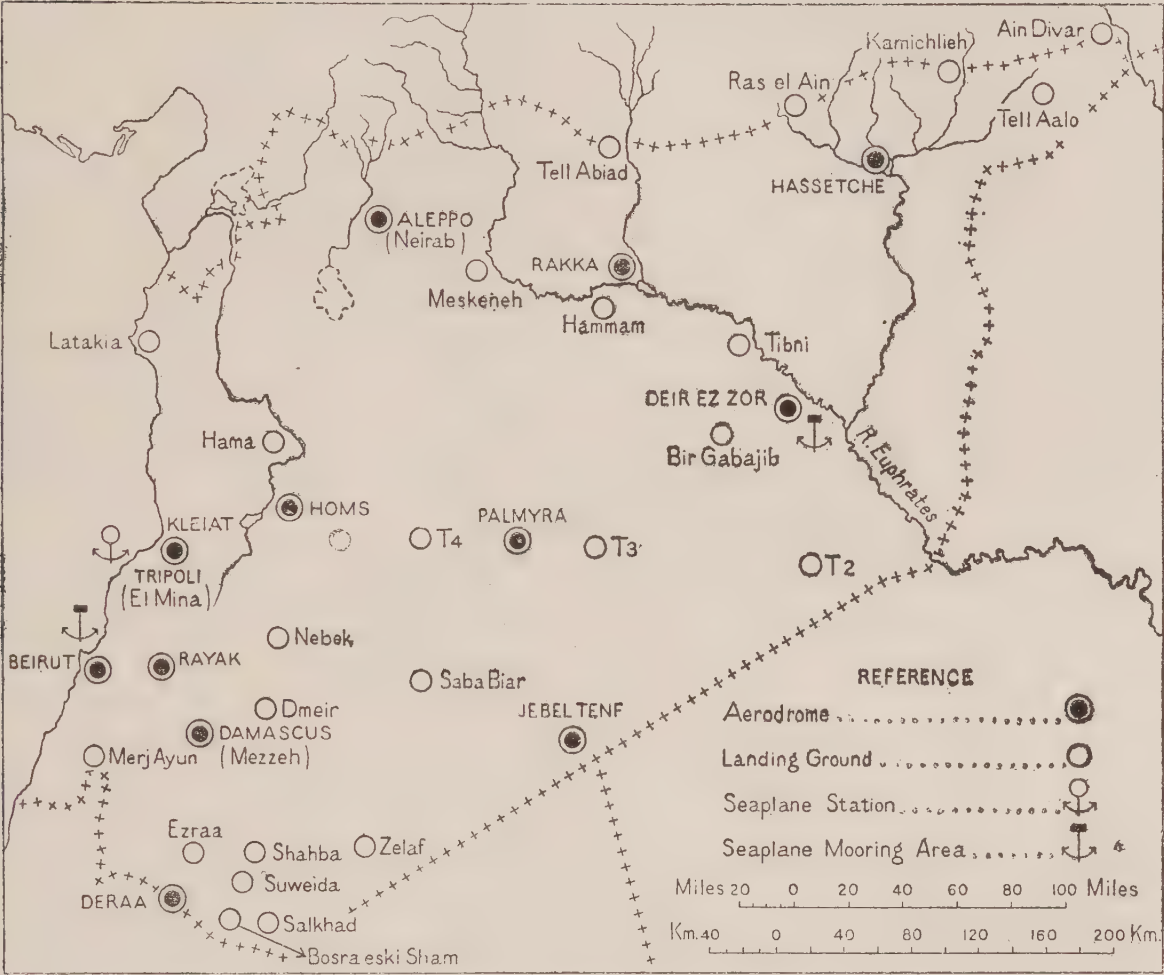 Ain Divar
Kamichlieh
Ras el Ain
Tell Aalo
Tell Abiad
HASSETCHE
ALEPPO
(Neirab)
RAKKA
Meskeneh
Hammam
Latakia
Tibni
DEIR EZ ZOR
Hama
Bir Gabajib
R. Euphrates
HOMS
KLEIAT
PALMYRA
T4
T3
T2
TRIPOLI
(El Mina)
Nebek
BEIRUT
RAYAK
Saba Biar
Dmeir
JEBEL TENF
DAMASCUS
(Mezzeh)
Merj Ayun
REFERENCE
Aerodrome
Landing Ground
Seaplane Station
Seaplane Mooring Area
Ezraa
Shahba
Zelaf
Suweida
DERAA
Salkhad
Bosra eski Sham
Miles 20 0 20 40 60 80 100 Miles
Km. 40 0 40 80 120 160 200 Km.